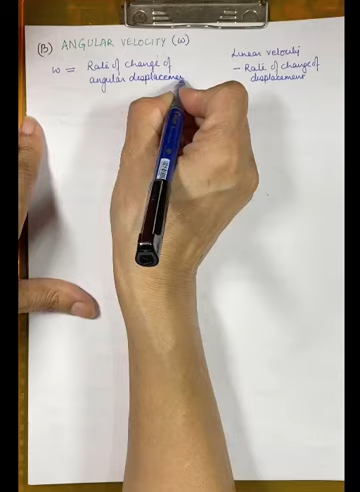 (B) ANGULAR VELOCITY (ω)
ω = Rate of change of
angular displacemen
Linear velocity
- Rate of change of
displacement